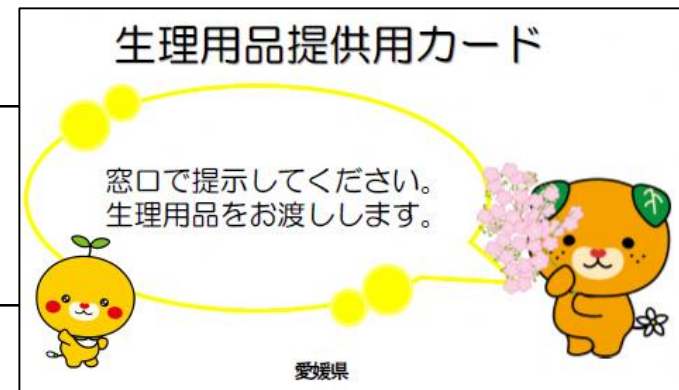 生理用品提供用カード
窓口で提示してください。
生理用品をお渡しします。
愛媛県